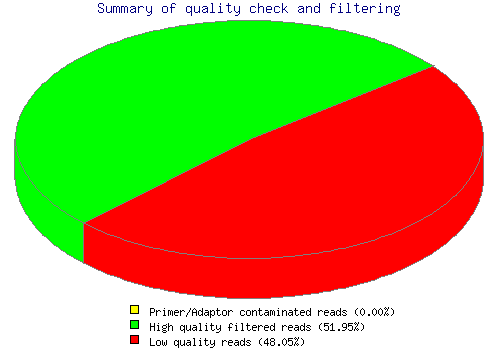 Summary of quality check and filtering
Primer/Adaptor contaminated reads (0.00%)
High quality filtered reads (51.95%)
Low quality reads (48.05%)